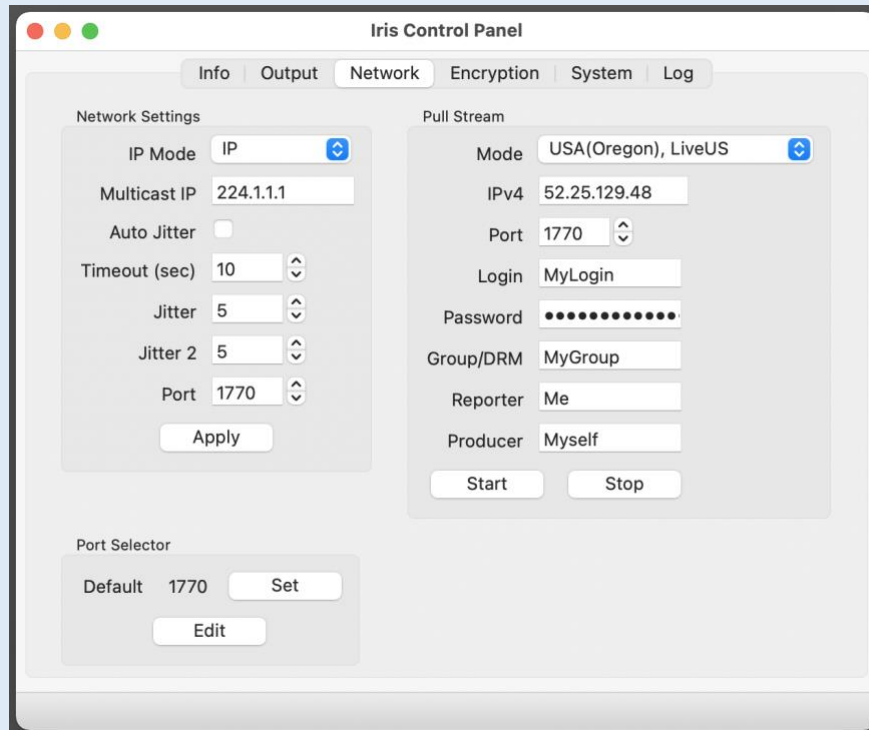 Iris Control Panel
Info Output Network Encryption System Log
Network Settings
IP Mode IP
Multicast IP 224.1.1.1
Auto Jitter
Timeout (sec) 10
Jitter 5
Jitter 2 5
Port 1770
Apply
Pull Stream
Mode USA(Oregon), LiveUS
IPv4 52.25.129.48
Port 1770
Login MyLogin
Password ●●●●●●●●●●●●
Group/DRM MyGroup
Reporter Me
Producer Myself
Start Stop
Port Selector
Default 1770 Set
Edit